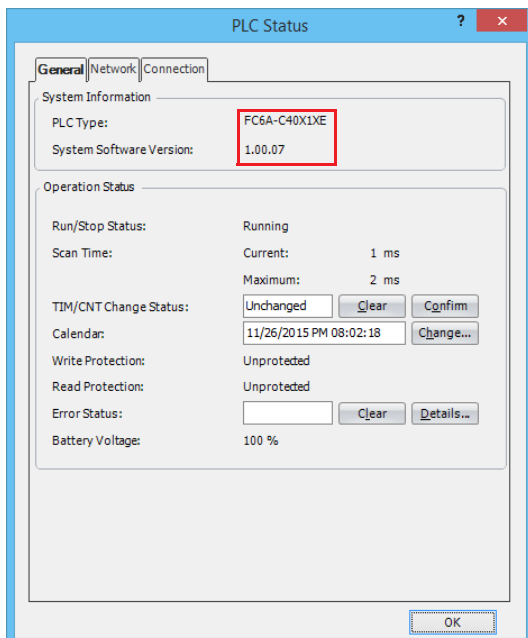 PLC Status
?
×
General Network Connection
System Information
PLC Type: FC6A-C40X1XE
System Software Version: 1.00.07
Operation Status
Run/Stop Status: Running
Scan Time: Current: 1 ms
Maximum: 2 ms
TIM/CNT Change Status: Unchanged Clear Confirm
Calendar: 11/26/2015 PM 08:02:18 Change...
Write Protection: Unprotected
Read Protection: Unprotected
Error Status: Clear Details...
Battery Voltage: 100 %
OK